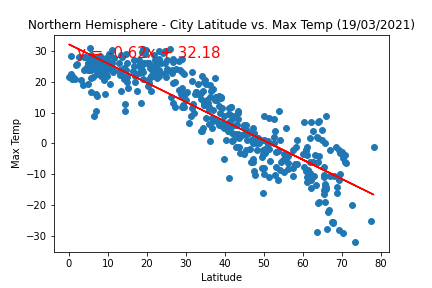 Northern Hemisphere - City Latitude vs. Max Temp (19/03/2021)
30
20
10
0
−10
−20
−30
Max Temp
y = -0.62x + 32.18
0 10 20 30 40 50 60 70 80
Latitude